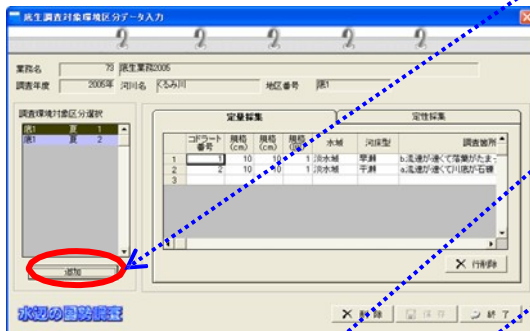 底生調査対象環境区分データ入力
業務名 73 底生業務2005
調査年度 2005年 河川名 くるみ川 地区番号 底1
調査環境対象区分選択
底1 夏 1
底1 夏 2
追加
定量採集 定性採集
コドラート番号 規格(cm) 規格(cm) 規格 水域 河床型 調査箇所
1 1 10 10 1 淡水域 早瀬 b.流速が速くて落葉がたま
2 2 10 10 1 淡水域 干瀬 a.流速が速くて川底が石礫
3
行削除
水辺の国勢調査
削除 保存 終了